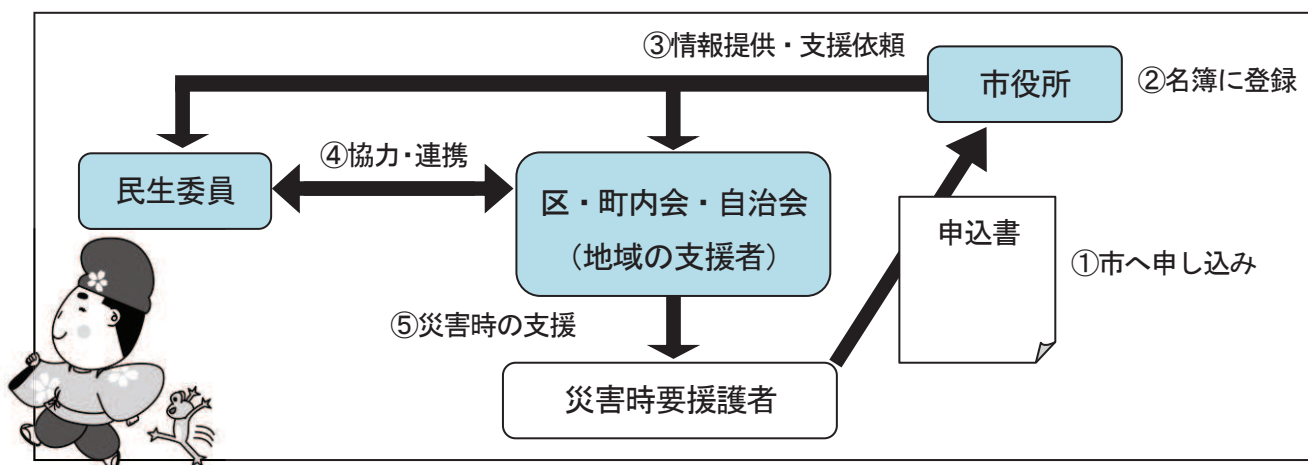 ③情報提供・支援依頼
市役所
②名簿に登録
④協力・連携
民生委員
区・町内会・自治会
（地域の支援者）
申込書
①市へ申し込み
⑤災害時の支援
災害時要援護者